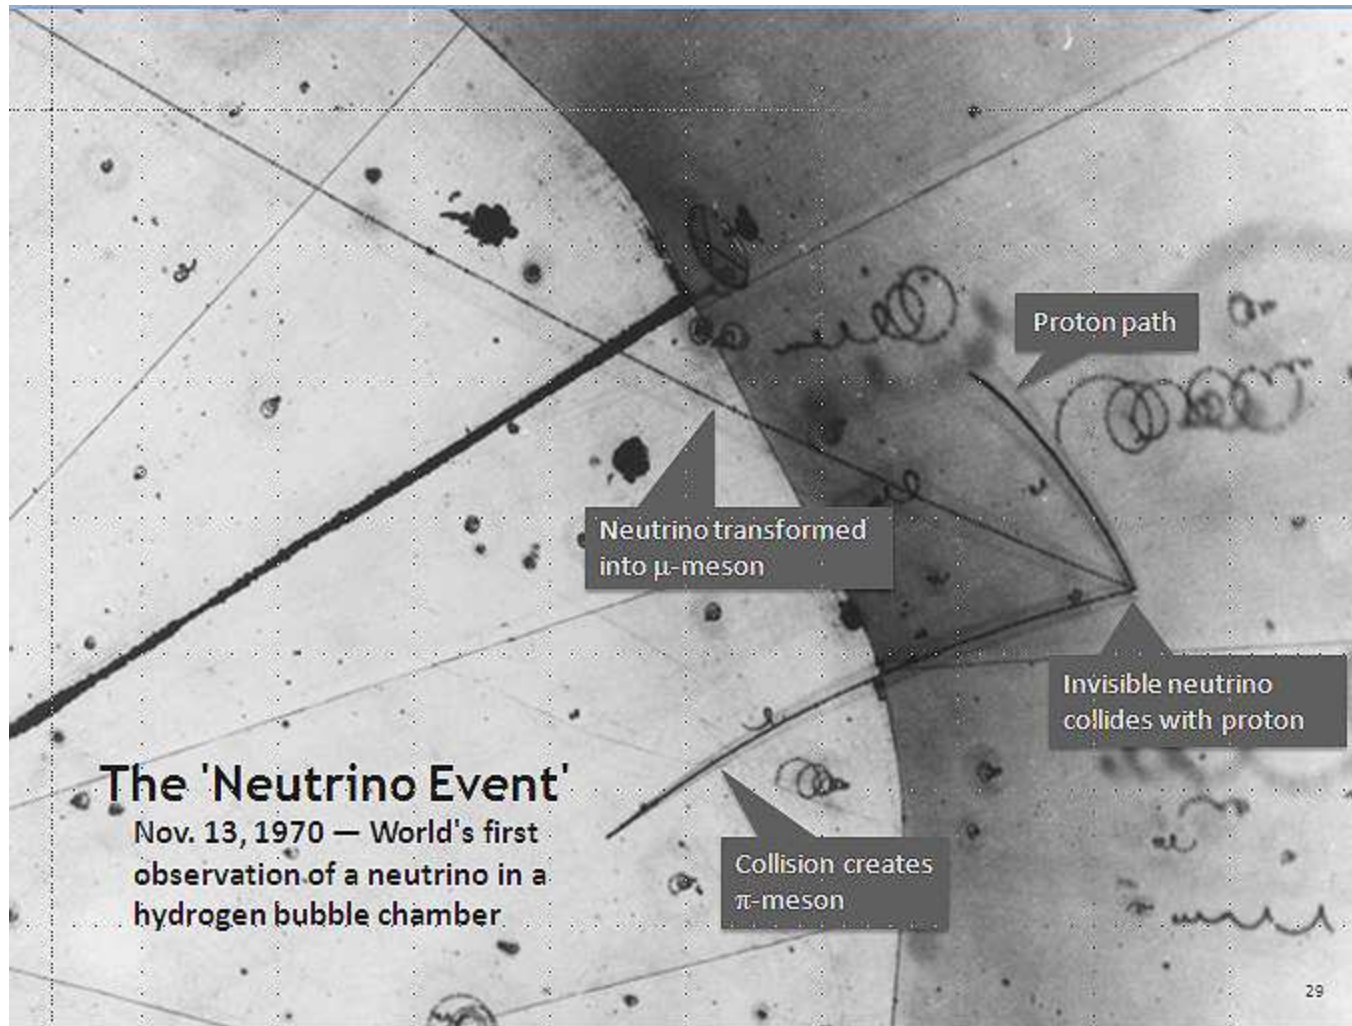 Proton path
Neutrino transformed
into μ-meson
Invisible neutrino
collides with proton
The 'Neutrino Event'
Nov. 13, 1970 — World's first
observation of a neutrino in a
hydrogen bubble chamber
Collision creates
π-meson
29